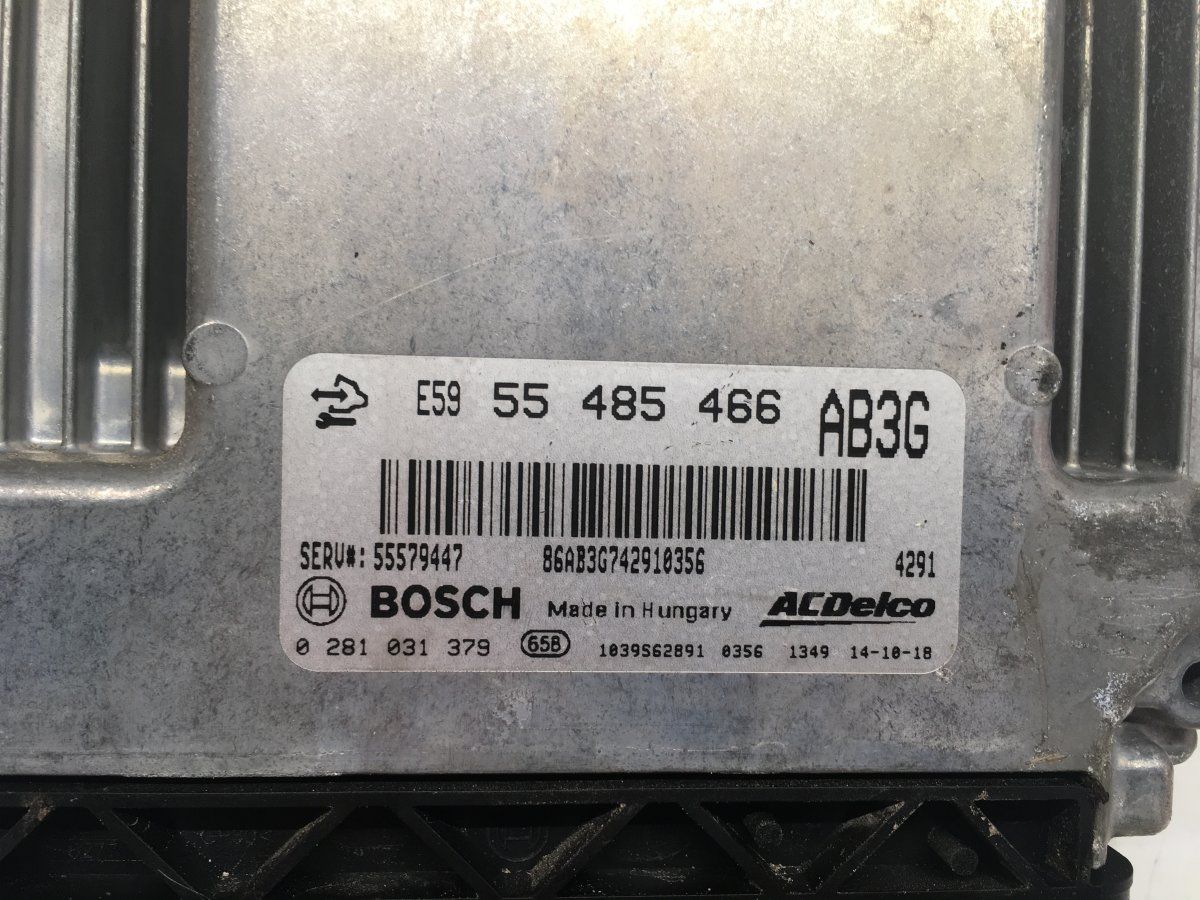 E59 55 485 466 AB3G
SERV#: 55579447 86AB3G742910356 4291
BOSCH Made in Hungary ACDelco
0 281 031 379 65B 1039S62891 0356 1349 14-10-18